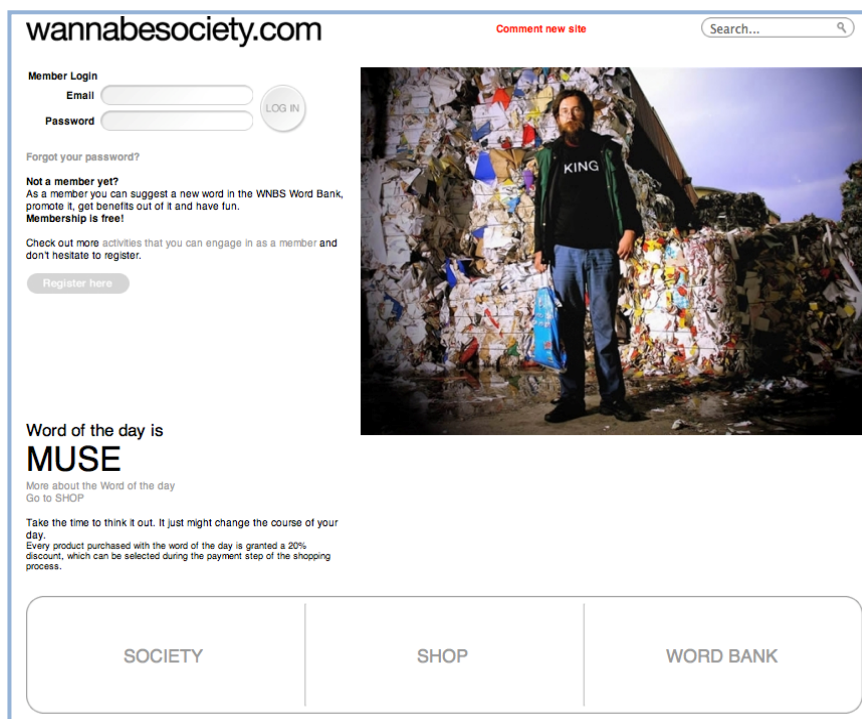 wannabesociety.com
Comment new site
Search...
Member Login
Email
LOG IN
Password
Forgot your password?
Not a member yet?
As a member you can suggest a new word in the WNBS Word Bank,
promote it, get benefits out of it and have fun.
Membership is free!
Check out more activities that you can engage in as a member and
don't hesitate to register.
Register here
KING
Word of the day is
MUSE
More about the Word of the day
Go to SHOP
Take the time to think it out. It just might change the course of your
day.
Every product purchased with the word of the day is granted a 20%
discount, which can be selected during the payment step of the shopping
process.
SOCIETY
SHOP
WORD BANK